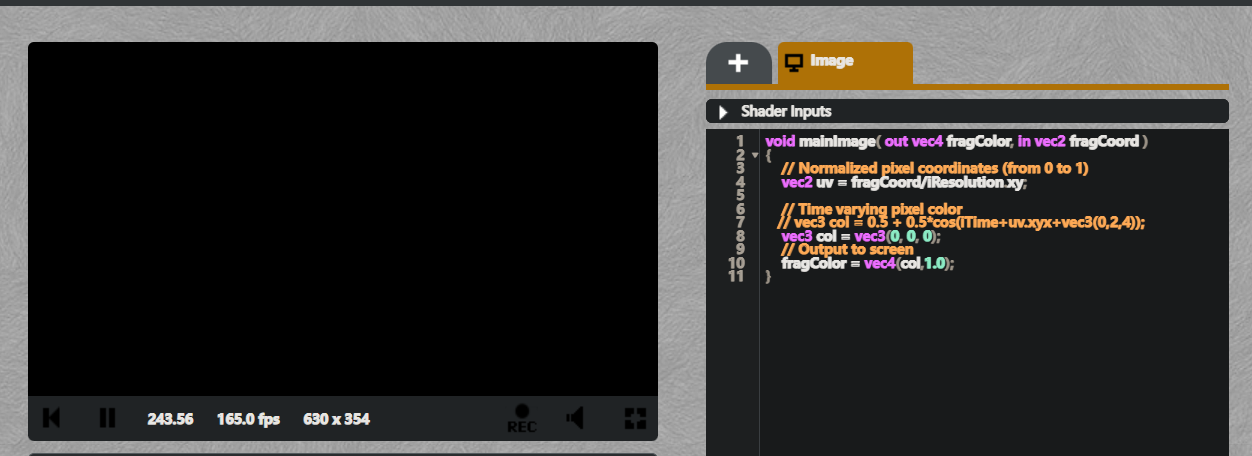 + Image
Shader Inputs
1 void mainImage( out vec4 fragColor, in vec2 fragCoord )
2 {
3 // Normalized pixel coordinates (from 0 to 1)
4 vec2 uv = fragCoord/iResolution.xy;
5
6 // Time varying pixel color
7 // vec3 col = 0.5 + 0.5*cos(iTime+uv.xyx+vec3(0,2,4));
8 vec3 col = vec3(0, 0, 0);
9 // Output to screen
10 fragColor = vec4(col,1.0);
11 }
243.56 165.0 fps 630 x 354 REC